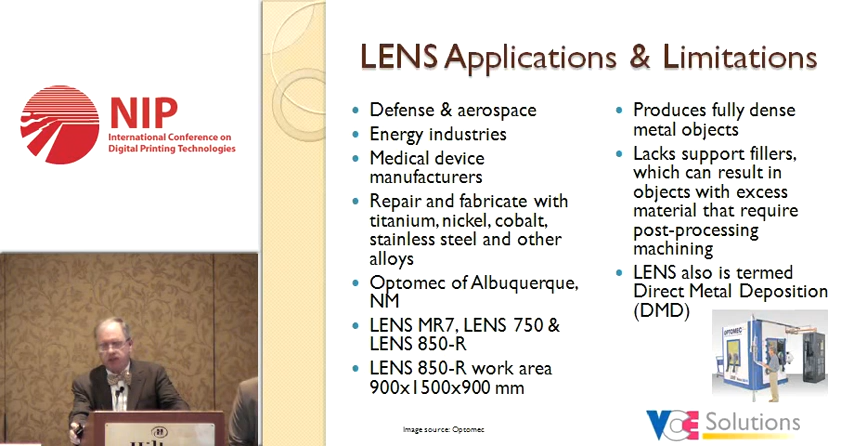 NIP
International Conference on
Digital Printing Technologies
LENS Applications & Limitations
Defense & aerospace
Energy industries
Medical device
manufacturers
Repair and fabricate with
titanium, nickel, cobalt,
stainless steel and other
alloys
Optomec of Albuquerque,
NM
LENS MR7, LENS 750 &
LENS 850-R
LENS 850-R work area
900x1500x900 mm
Produces fully dense
metal objects
Lacks support fillers,
which can result in
objects with excess
material that require
post-processing
machining
LENS also is termed
Direct Metal Deposition
(DMD)
OPTOMEC
Image source: Optomec
VCE Solutions